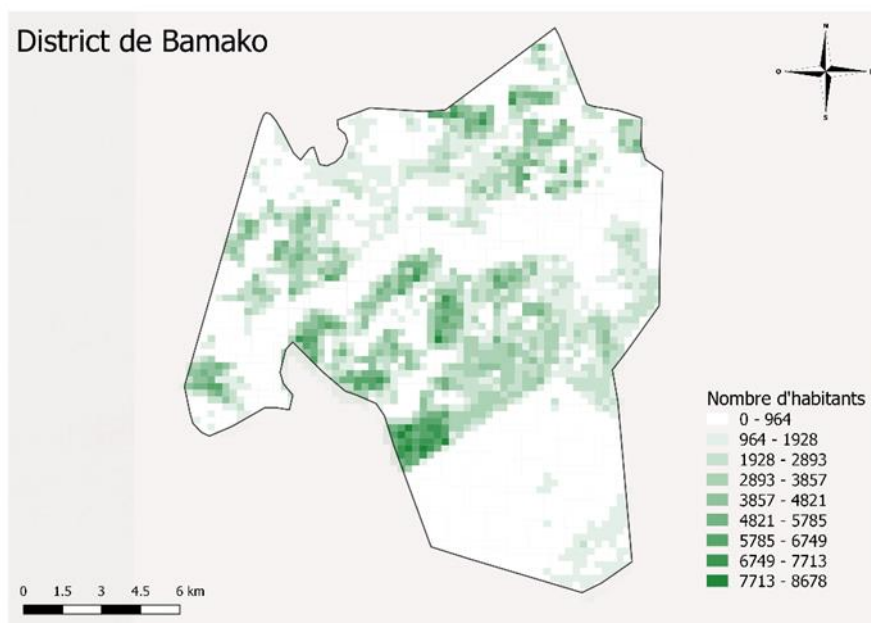 District de Bamako
N
O
E
S
Nombre d'habitants
0 - 964
964 - 1928
1928 - 2893
2893 - 3857
3857 - 4821
4821 - 5785
5785 - 6749
6749 - 7713
7713 - 8678
0 1.5 3 4.5 6 km